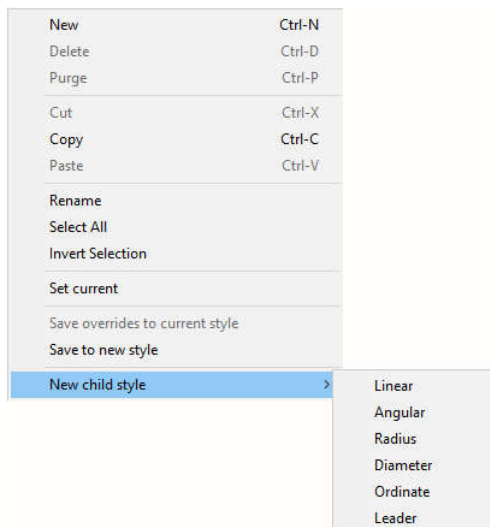 New Ctrl-N
Delete Ctrl-D
Purge Ctrl-P
Cut Ctrl-X
Copy Ctrl-C
Paste Ctrl-V
Rename
Select All
Invert Selection
Set current
Save overrides to current style
Save to new style
New child style >
Linear
Angular
Radius
Diameter
Ordinate
Leader